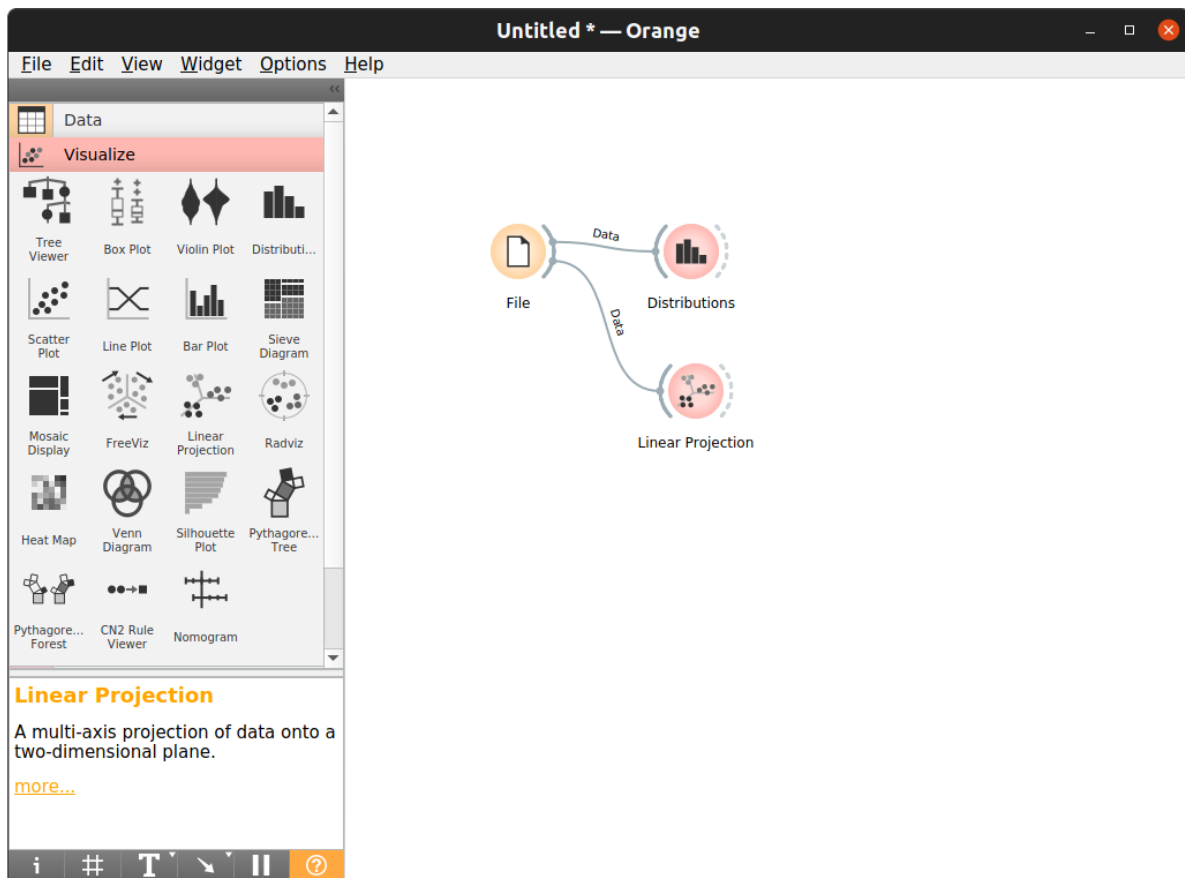 Untitled * — Orange
File Edit View Widget Options Help
Data
Visualize
Tree
Viewer
Box Plot
Violin Plot
Distributi...
Scatter
Plot
Line Plot
Bar Plot
Sieve
Diagram
Mosaic
Display
FreeViz
Linear
Projection
Radviz
Heat Map
Venn
Diagram
Silhouette
Plot
Pythagore...
Tree
Pythagore...
Forest
CN2 Rule
Viewer
Nomogram
Linear Projection
A multi-axis projection of data onto a
two-dimensional plane.
more...
Data
File
Distributions
Data
Linear Projection